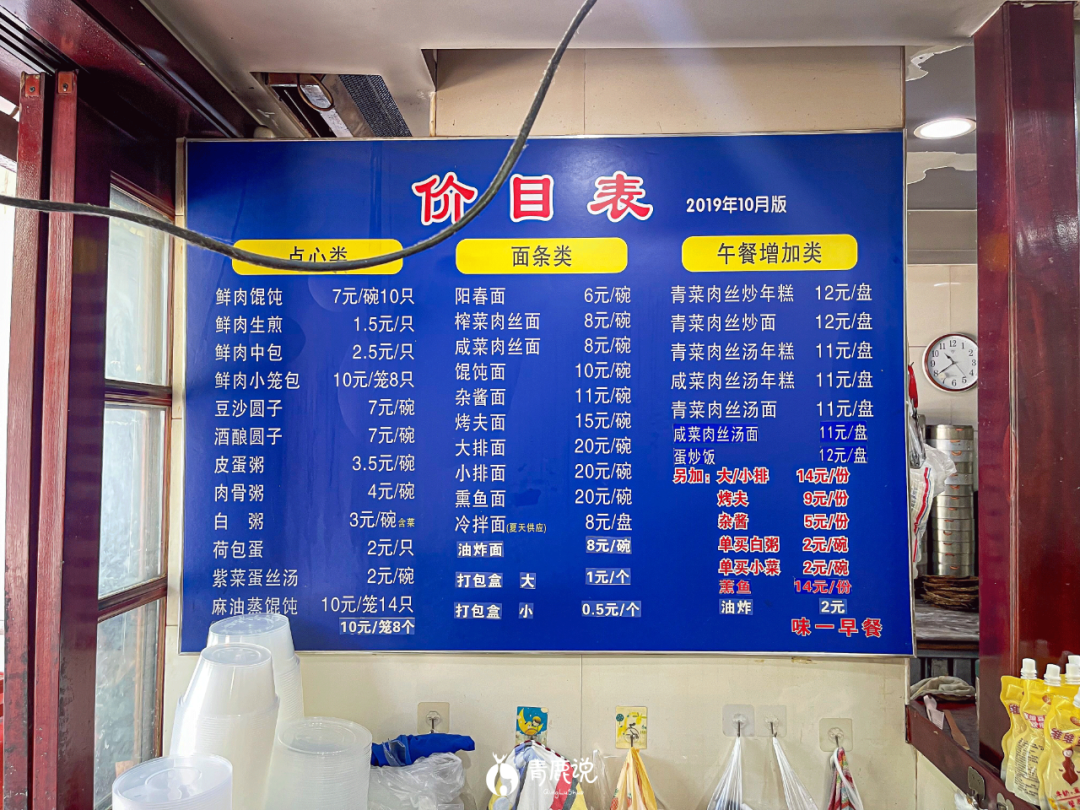 价目表 2019年10月版
点心类
鲜肉馄饨 7元/碗10只
鲜肉生煎 1.5元/只
鲜肉中包 2.5元/只
鲜肉小笼包 10元/笼8只
豆沙圆子 7元/碗
酒酿圆子 7元/碗
皮蛋粥 3.5元/碗
肉骨粥 4元/碗
白 粥 3元/碗含菜
荷包蛋 2元/只
紫菜蛋丝汤 2元/碗
麻油蒸馄饨 10元/笼14只
10元/笼8个
面条类
阳春面 6元/碗
榨菜肉丝面 8元/碗
咸菜肉丝面 8元/碗
馄饨面 10元/碗
杂酱面 11元/碗
烤夫面 15元/碗
大排面 20元/碗
小排面 20元/碗
熏鱼面 20元/碗
冷拌面(夏天供应) 8元/盘
油炸面 8元/碗
打包盒 大 1元/个
打包盒 小 0.5元/个
午餐增加类
青菜肉丝炒年糕 12元/盘
青菜肉丝炒面 12元/盘
青菜肉丝汤年糕 11元/盘
咸菜肉丝汤年糕 11元/盘
青菜肉丝汤面 11元/盘
咸菜肉丝汤面 11元/盘
蛋炒饭 12元/盘
另加：大/小排 14元/份
烤夫 9元/份
杂酱 5元/份
单买白粥 2元/碗
单买小菜 2元/碗
熏鱼 14元/份
油炸 2元
味一早餐
胃鹿说